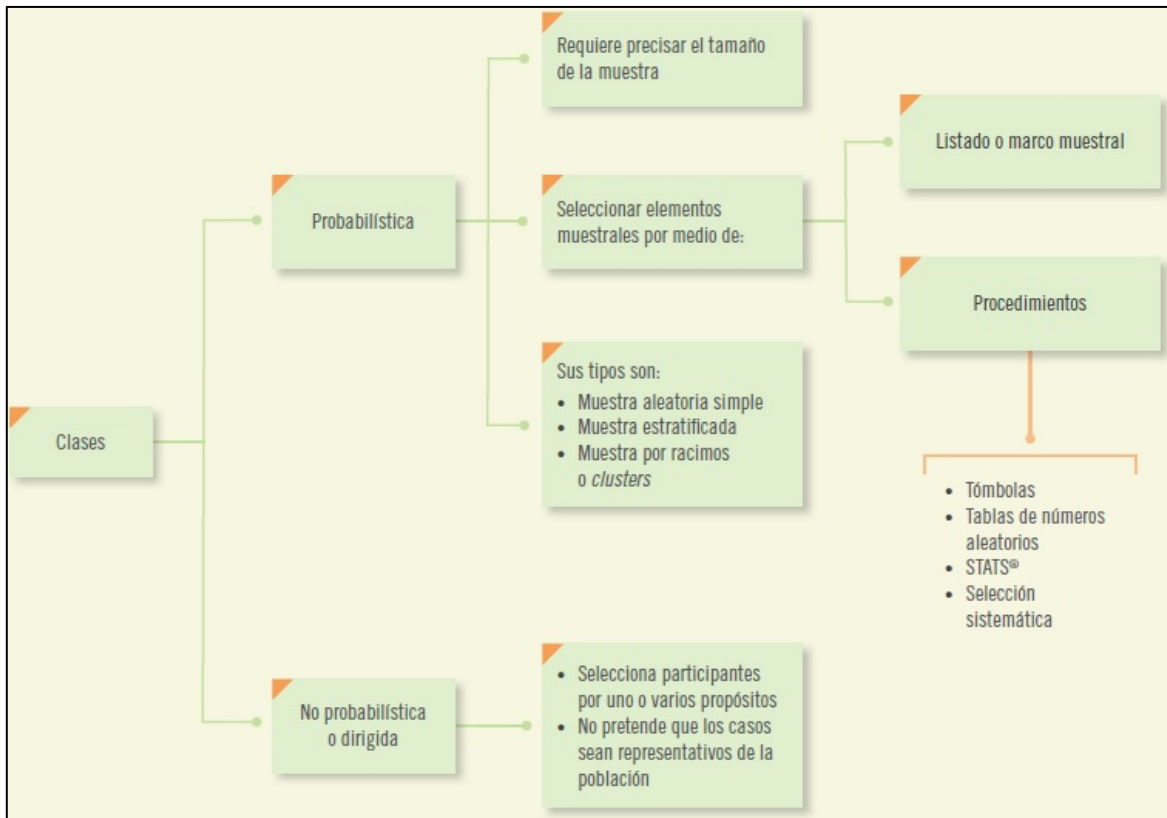 Clases
Probabilística
Requiere precisar el tamaño
de la muestra
Seleccionar elementos
muestrales por medio de:
Listado o marco muestral
Procedimientos
• Tómbolas
• Tablas de números
aleatorios
• STATS®
• Selección
sistemática
Sus tipos son:
• Muestra aleatoria simple
• Muestra estratificada
• Muestra por racimos
o clusters
No probabilística
o dirigida
• Selecciona participantes
por uno o varios propósitos
• No pretende que los casos
sean representativos de la
población